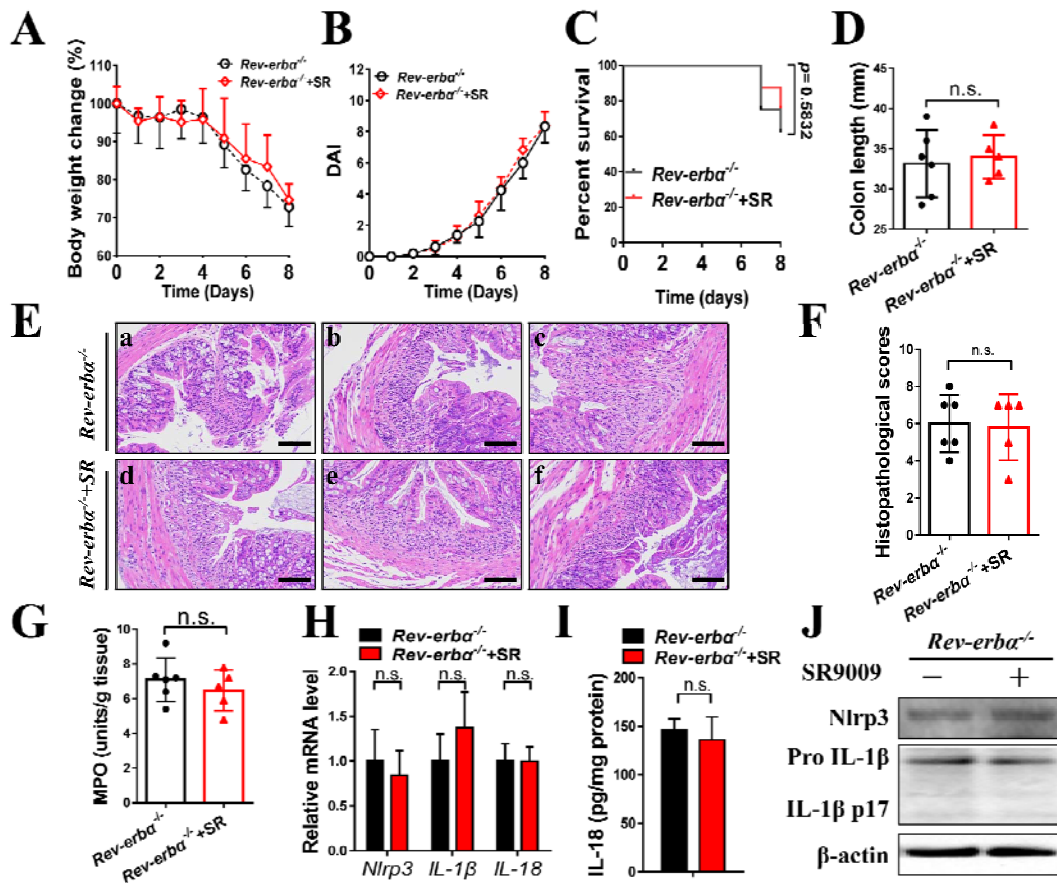 A
Body weight change (%)
110
100
90
80
70
60
0 2 4 6 8
Time (Days)
Rev-erbα-/-
Rev-erbα-/-+SR
B
DAI
10
8
6
4
2
0
0 1 2 3 4 5 6 7 8
Time (Days)
Rev-erbα-/-
Rev-erbα-/-+SR
C
Percent survival
100
80
60
40
20
0
0 2 4 6 8
Time (days)
p=0.5832
Rev-erbα-/-
Rev-erbα-/-+SR
D
Colon length (mm)
45
40
35
30
25
n.s.
Rev-erbα-/-
Rev-erbα-/-+SR
E
Rev-erbα-/-
a
b
c
Rev-erbα-/-+SR
d
e
f
F
Histopathological scores
10
8
6
4
2
0
n.s.
Rev-erbα-/-
Rev-erbα-/-+SR
G
MPO (units/g tissue)
10
8
6
4
2
0
n.s.
Rev-erbα-/-
Rev-erbα-/-+SR
H
Rev-erbα-/-
Rev-erbα-/-+SR
Relative mRNA level
2.0
1.5
1.0
0.5
0.0
n.s.
n.s.
n.s.
Nlrp3 IL-1β IL-18
I
Rev-erbα-/-
Rev-erbα-/-+SR
IL-18 (pg/mg protein)
200
150
100
50
0
n.s.
J
Rev-erbα-/-
SR9009 − +
Nlrp3
Pro IL-1β
IL-1β p17
β-actin